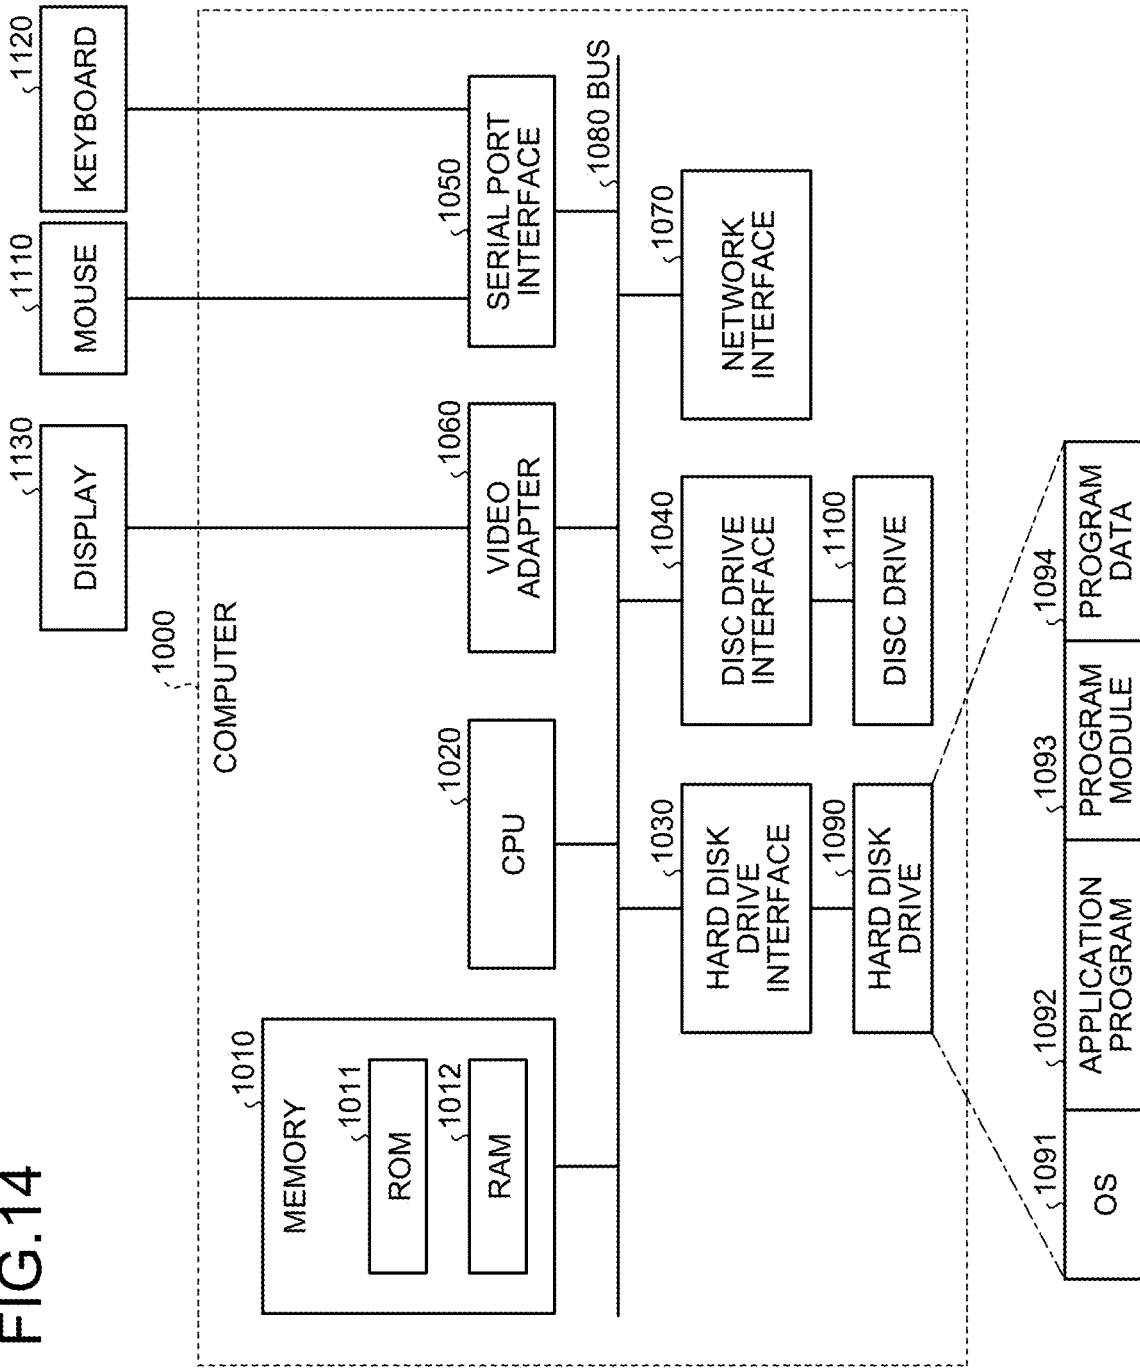 FIG.14
1000
COMPUTER
1010
MEMORY
1011
ROM
1012
RAM
1020
CPU
1130
DISPLAY
1060
VIDEO
ADAPTER
1110
MOUSE
1120
KEYBOARD
1050
SERIAL PORT
INTERFACE
1080 BUS
1030
HARD DISK
DRIVE
INTERFACE
1090
HARD DISK
DRIVE
1040
DISC DRIVE
INTERFACE
1100
DISC DRIVE
1070
NETWORK
INTERFACE
1091
OS
1092
APPLICATION
PROGRAM
1093
PROGRAM
MODULE
1094
PROGRAM
DATA